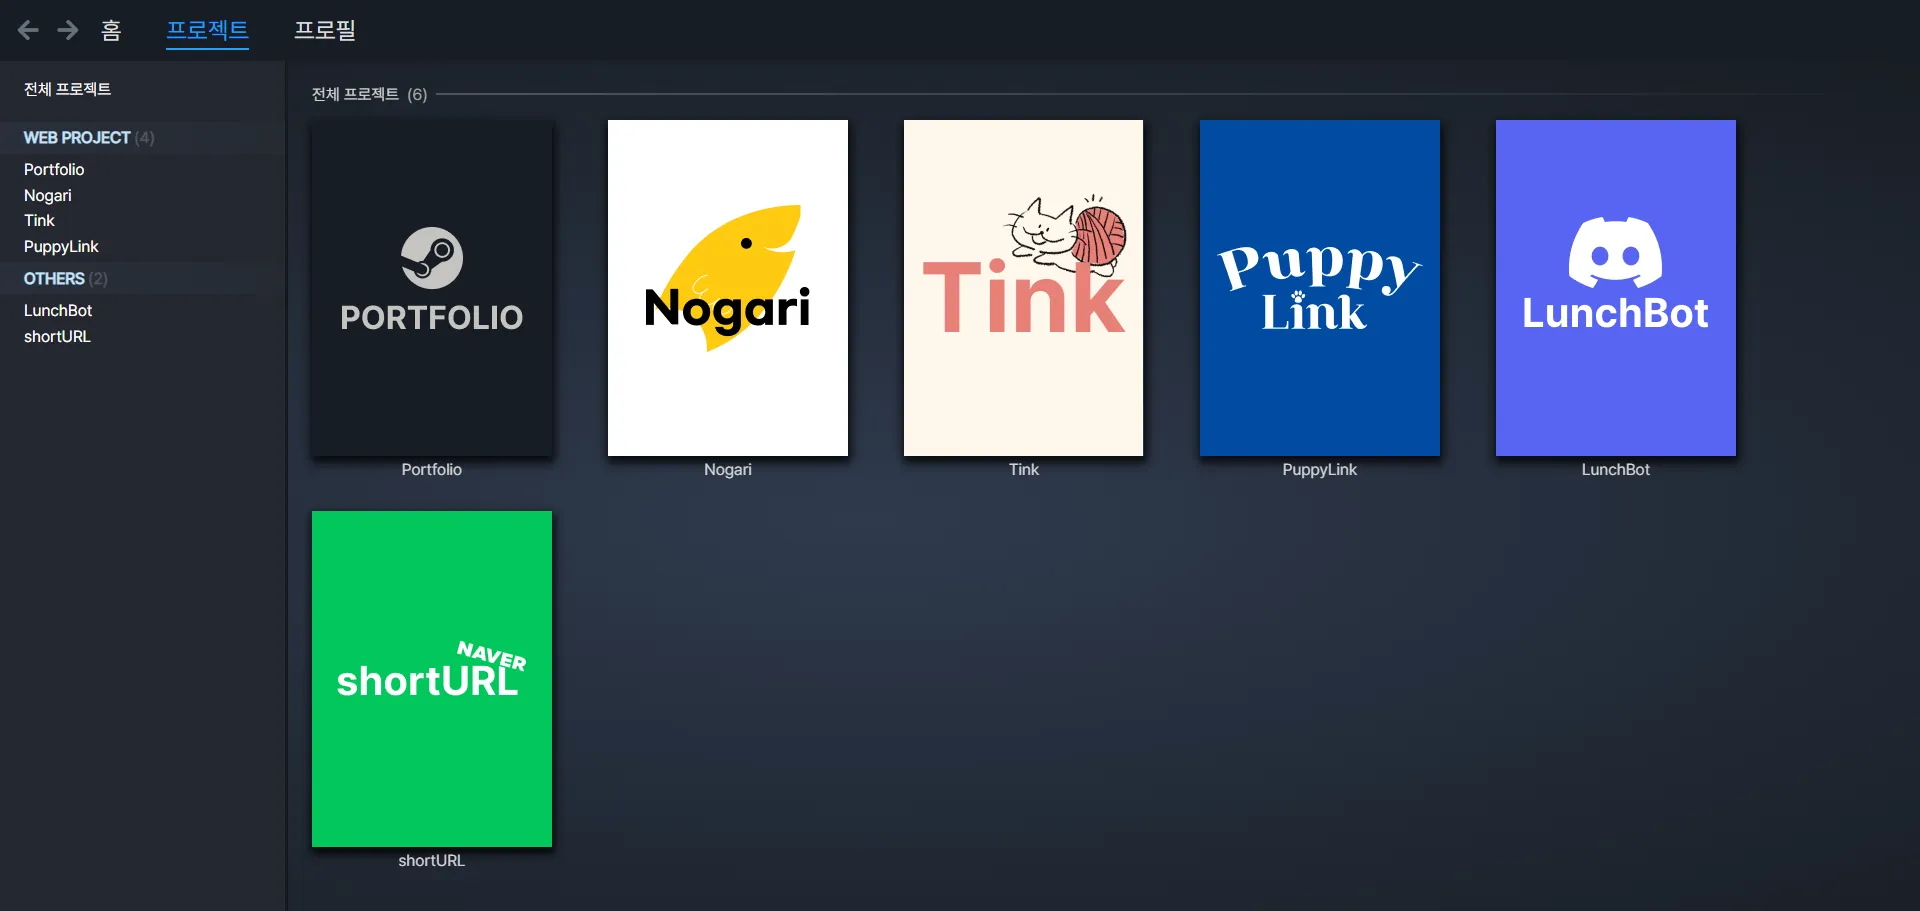 홈 프로젝트 프로필
전체 프로젝트
WEB PROJECT (4)
Portfolio
Nogari
Tink
PuppyLink
OTHERS (2)
LunchBot
shortURL
전체 프로젝트 (6)
PORTFOLIO
Portfolio
Nogari
Nogari
Tink
Tink
Puppy
Link
PuppyLink
LunchBot
LunchBot
NAVER
shortURL
shortURL